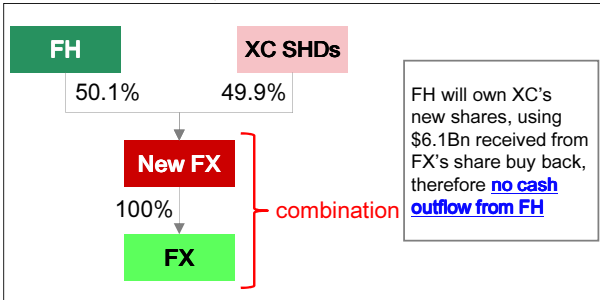 FH
XC SHDs
50.1%
49.9%
New FX
100%
combination
FX
FH will own XC's
new shares, using
$6.1Bn received from
FX's share buy back,
therefore no cash
outflow from FH